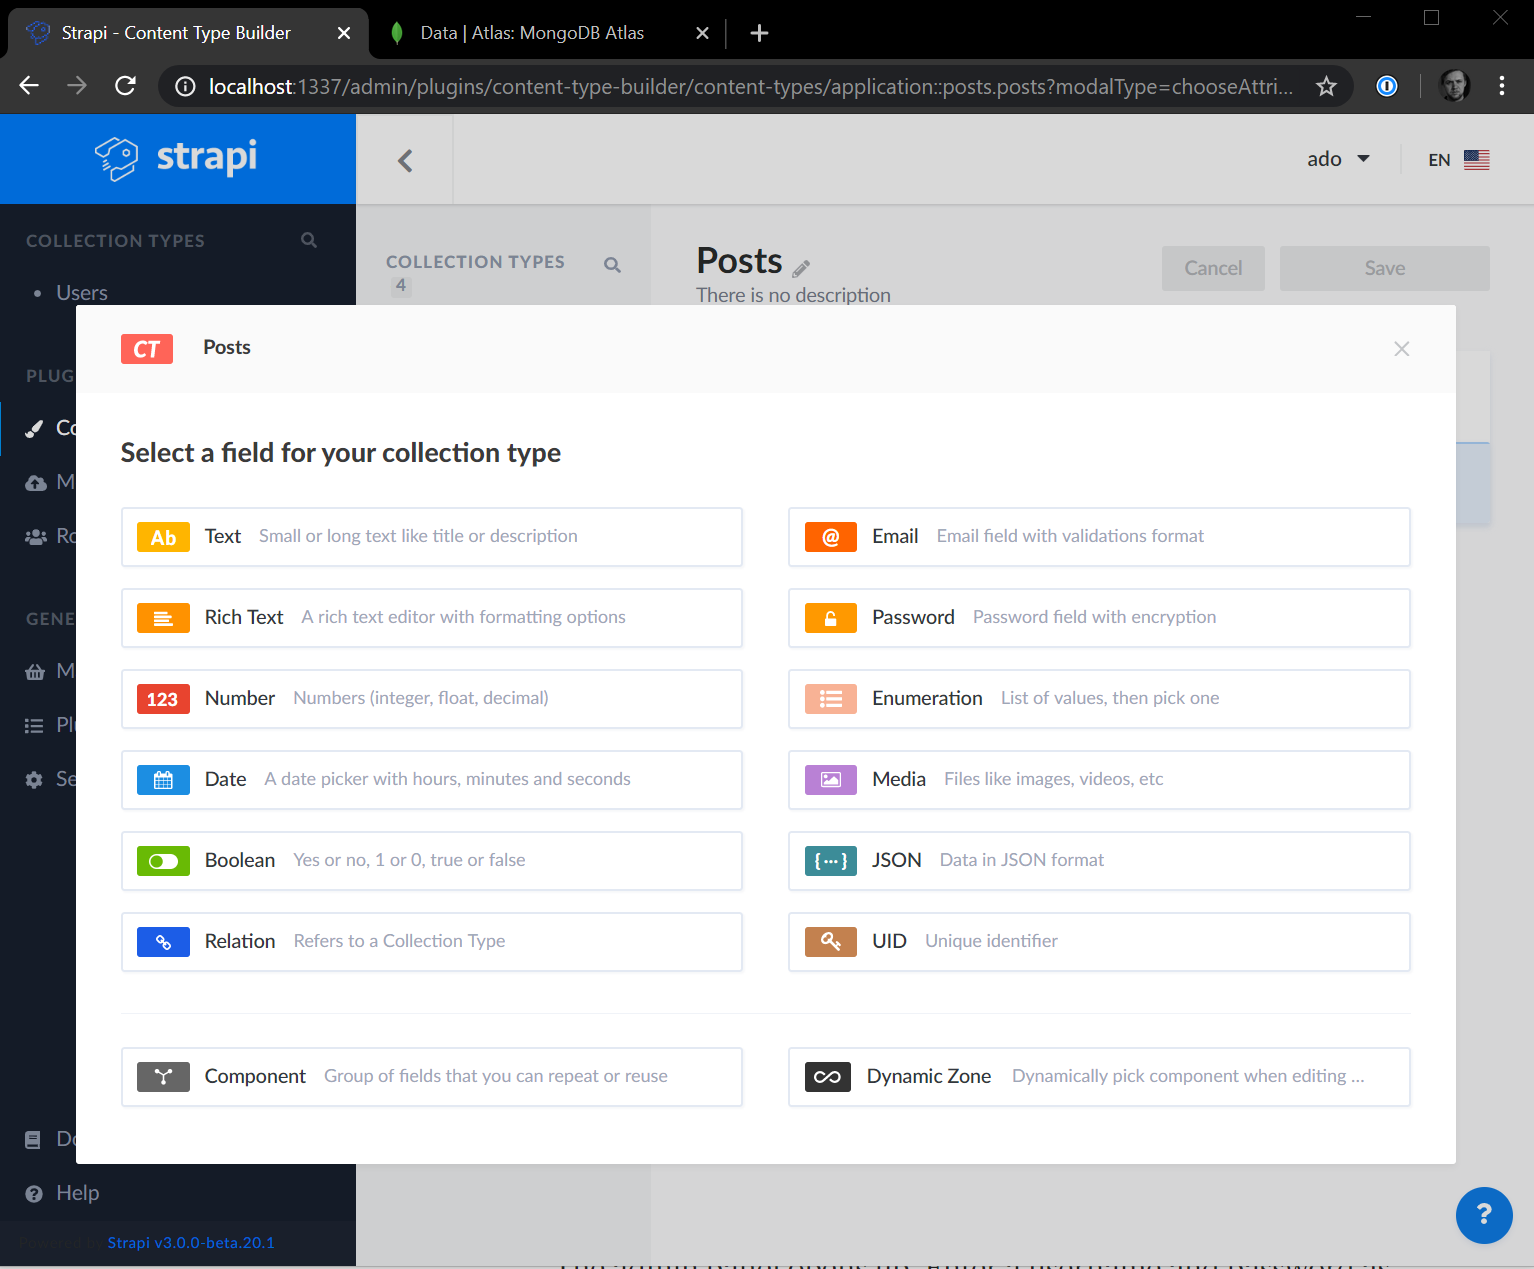 Strapi - Content Type Builder
Data | Atlas: MongoDB Atlas
localhost:1337/admin/plugins/content-type-builder/content-types/application::posts.posts?modalType=chooseAttri...
strapi
ado
EN
COLLECTION TYPES
Users
PLUG
Co
M
Ro
GENE
M
Plu
Se
Do
Help
Powered by Strapi v3.0.0-beta.20.1
COLLECTION TYPES
4
Posts
There is no description
Cancel
Save
CT Posts
Select a field for your collection type
Ab Text Small or long text like title or description
@ Email Email field with validations format
Rich Text A rich text editor with formatting options
Password Password field with encryption
123 Number Numbers (integer, float, decimal)
Enumeration List of values, then pick one
Date A date picker with hours, minutes and seconds
Media Files like images, videos, etc
Boolean Yes or no, 1 or 0, true or false
{...} JSON Data in JSON format
Relation Refers to a Collection Type
UID Unique identifier
Component Group of fields that you can repeat or reuse
Dynamic Zone Dynamically pick component when editing ...
?